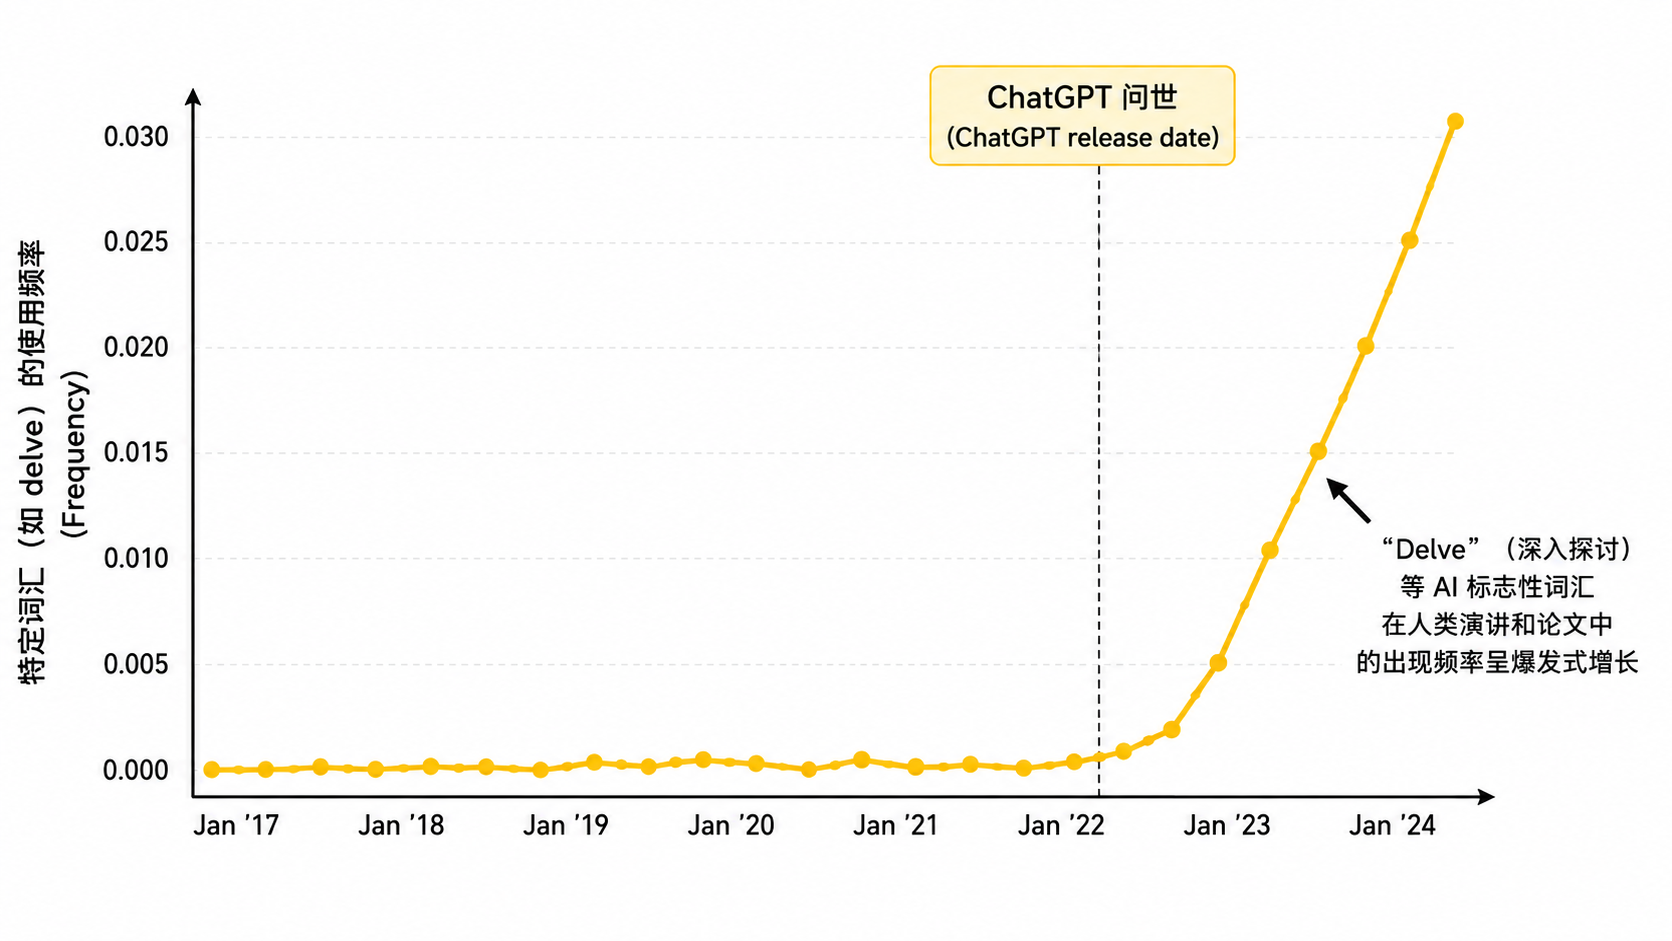 ChatGPT 问世
(ChatGPT release date)
特定词汇（如 delve）的使用频率
(Frequency)
0.030
0.025
0.020
0.015
0.010
0.005
0.000
“Delve”（深入探讨）
等 AI 标志性词汇
在人类演讲和论文中
的出现频率呈爆发式增长
Jan ’17
Jan ’18
Jan ’19
Jan ’20
Jan ’21
Jan ’22
Jan ’23
Jan ’24